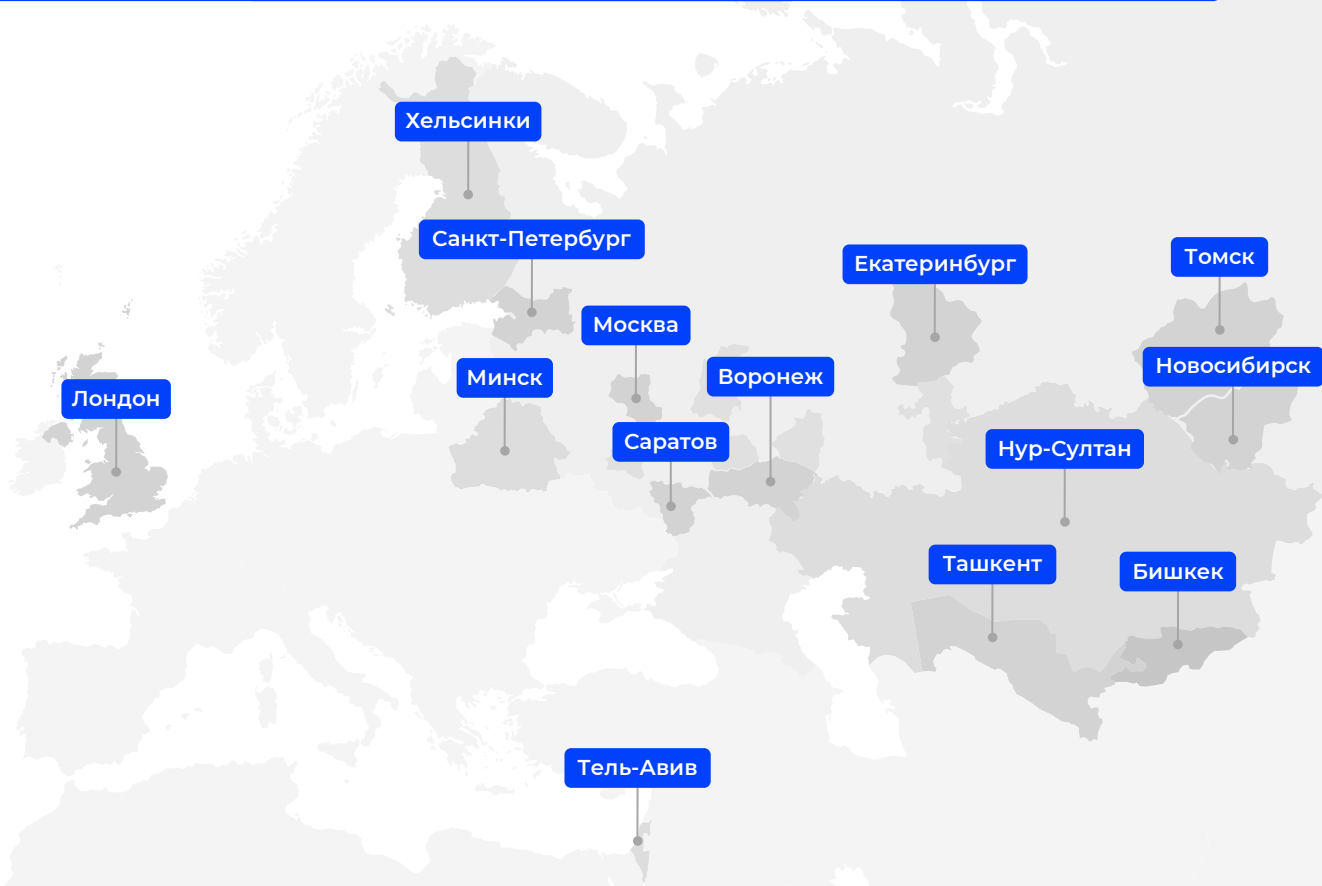 Хельсинки
Санкт-Петербург
Томск
Екатеринбург
Москва
Новосибирск
Воронеж
Минск
Лондон
Саратов
Нур-Султан
Ташкент
Бишкек
Тель-Авив